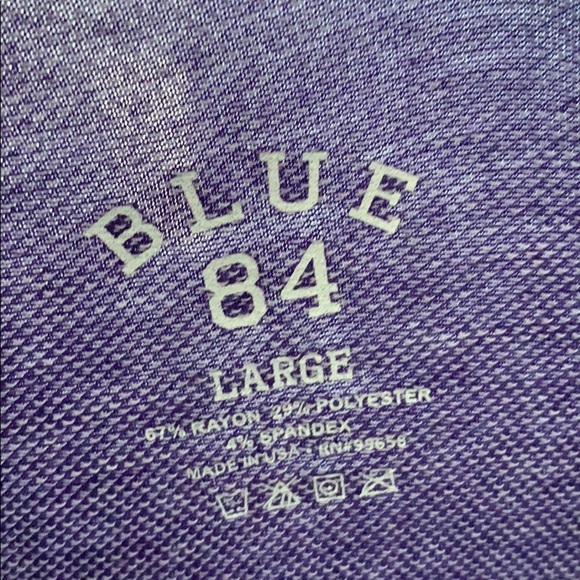 BLUE
84
LARGE
67% RAYON 29% POLYESTER
4% SPANDEX
MADE IN USA · RN#99658